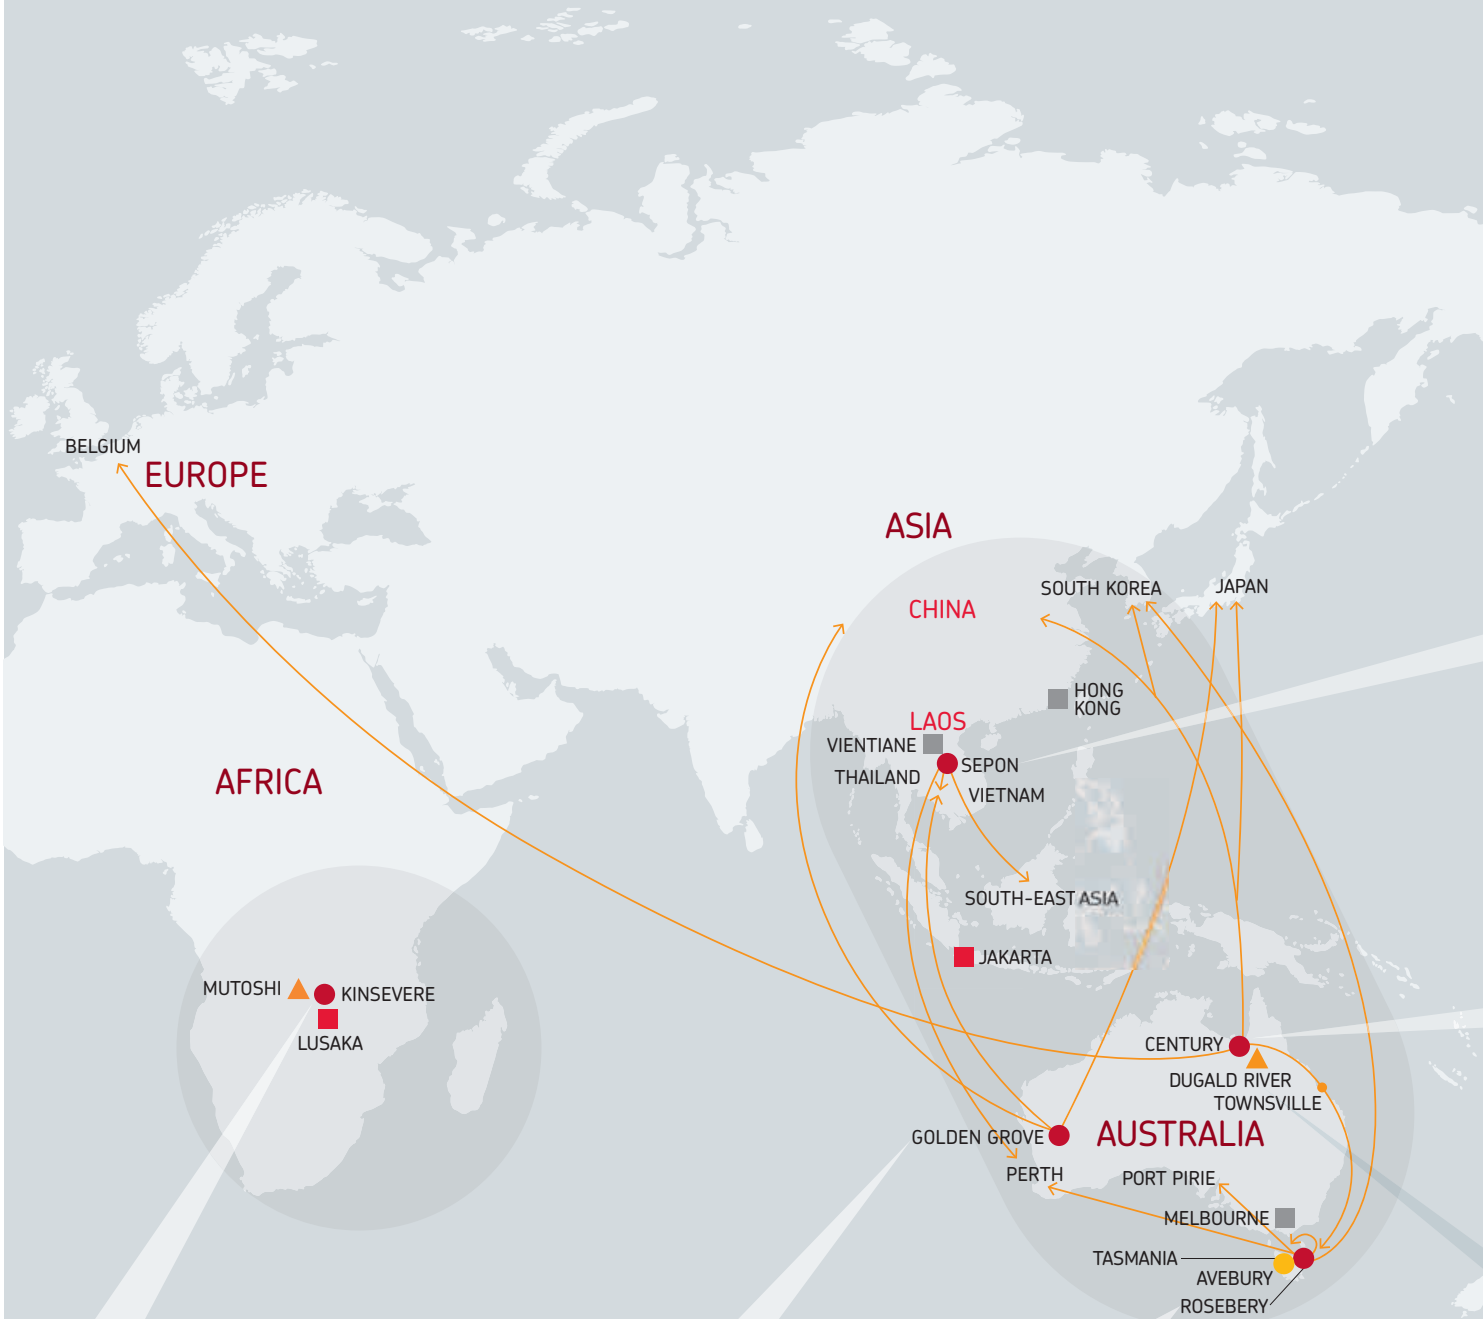 BELGIUM
EUROPE
ASIA
SOUTH KOREA
JAPAN
CHINA
HONG
KONG
LAOS
VIENTIANE
SEPON
THAILAND
VIETNAM
AFRICA
SOUTH-EAST ASIA
JAKARTA
MUTOSHI
KINSEVERE
LUSAKA
CENTURY
DUGALD RIVER
TOWNSVILLE
GOLDEN GROVE
AUSTRALIA
PERTH
PORT PIRIE
MELBOURNE
TASMANIA
AVEBURY
ROSEBERY